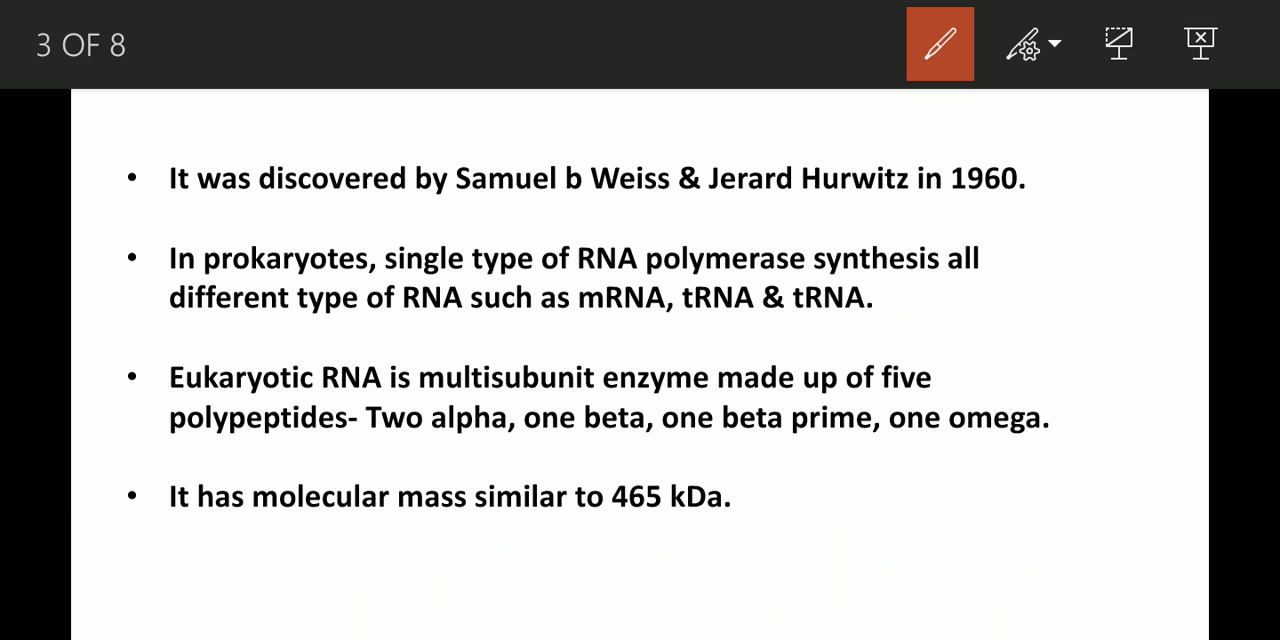 3 OF 8
• It was discovered by Samuel b Weiss & Jerard Hurwitz in 1960.
• In prokaryotes, single type of RNA polymerase synthesis all
different type of RNA such as mRNA, tRNA & tRNA.
• Eukaryotic RNA is multisubunit enzyme made up of five
polypeptides- Two alpha, one beta, one beta prime, one omega.
• It has molecular mass similar to 465 kDa.